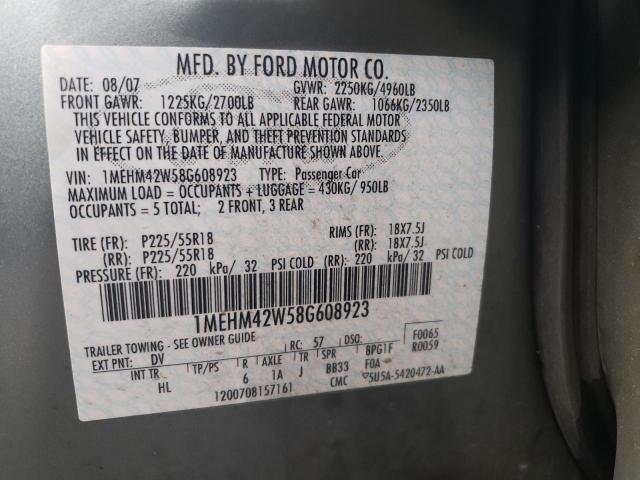 MFD. BY FORD MOTOR CO.
DATE: 08/07 GVWR: 2250KG/4960LB
FRONT GAWR: 1225KG/2700LB REAR GAWR: 1066KG/2350LB
THIS VEHICLE CONFORMS TO ALL APPLICABLE FEDERAL MOTOR
VEHICLE SAFETY, BUMPER, AND THEFT PREVENTION STANDARDS
IN EFFECT ON THE DATE OF MANUFACTURE SHOWN ABOVE.
VIN: 1MEHM42W58G608923 TYPE: Passenger Car
MAXIMUM LOAD = OCCUPANTS + LUGGAGE = 430KG/ 950LB
OCCUPANTS = 5 TOTAL; 2 FRONT, 3 REAR
TIRE (FR): P225/55R18 RIMS (FR): 18X7.5J
(RR): P225/55R18 (RR): 18X7.5J
PRESSURE (FR): 220 kPa/ 32 PSI COLD (RR): 220 kPa/ 32 PSI COLD
1MEHM42W58G608923
TRAILER TOWING - SEE OWNER GUIDE RC: 57 DSO: F0065
EXT PNT: DV R0059
INT TR TP/PS R AXLE TR SPR BPG1F
HL 6 1A J BB33 F0A
1200708157161 CMC 5U5A-5420472-AA